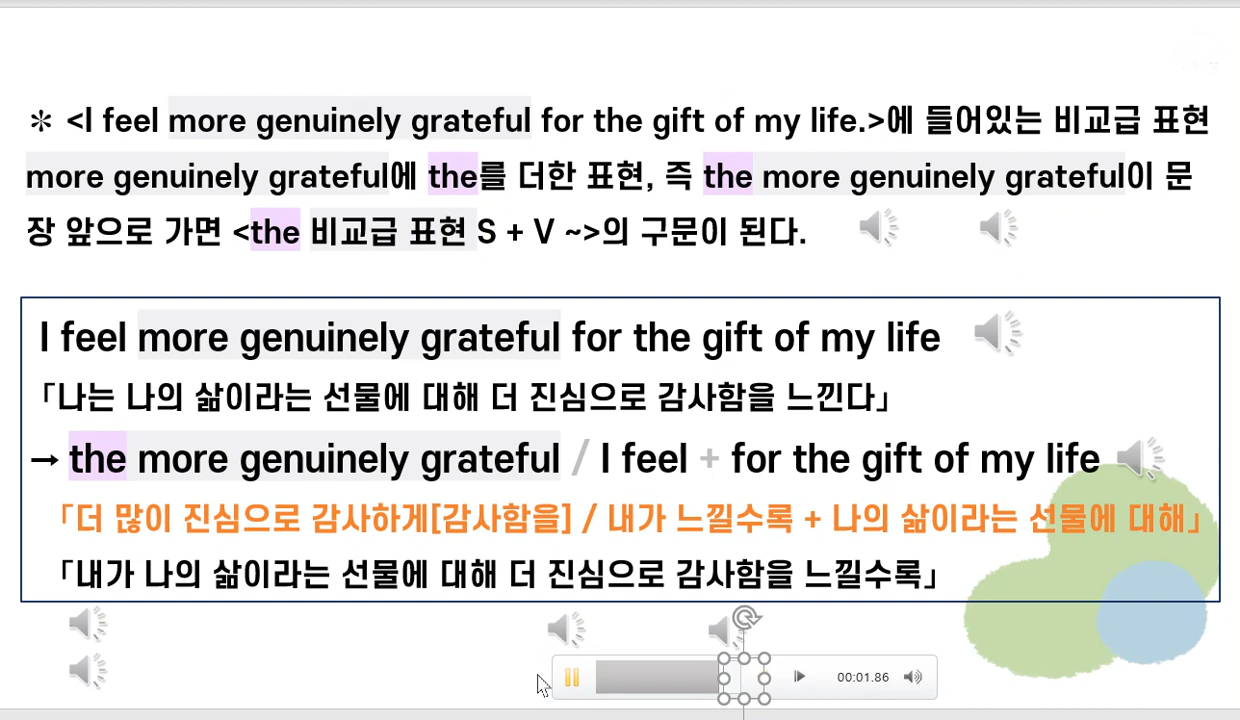 ＊ <I feel more genuinely grateful for the gift of my life.>에 들어있는 비교급 표현
more genuinely grateful에 the를 더한 표현, 즉 the more genuinely grateful이 문
장 앞으로 가면 <the 비교급 표현 S + V ~>의 구문이 된다.
I feel more genuinely grateful for the gift of my life
「나는 나의 삶이라는 선물에 대해 더 진심으로 감사함을 느낀다」
→ the more genuinely grateful / I feel + for the gift of my life
「더 많이 진심으로 감사하게[감사함을] / 내가 느낄수록 + 나의 삶이라는 선물에 대해」
「내가 나의 삶이라는 선물에 대해 더 진심으로 감사함을 느낄수록」
00:01.86